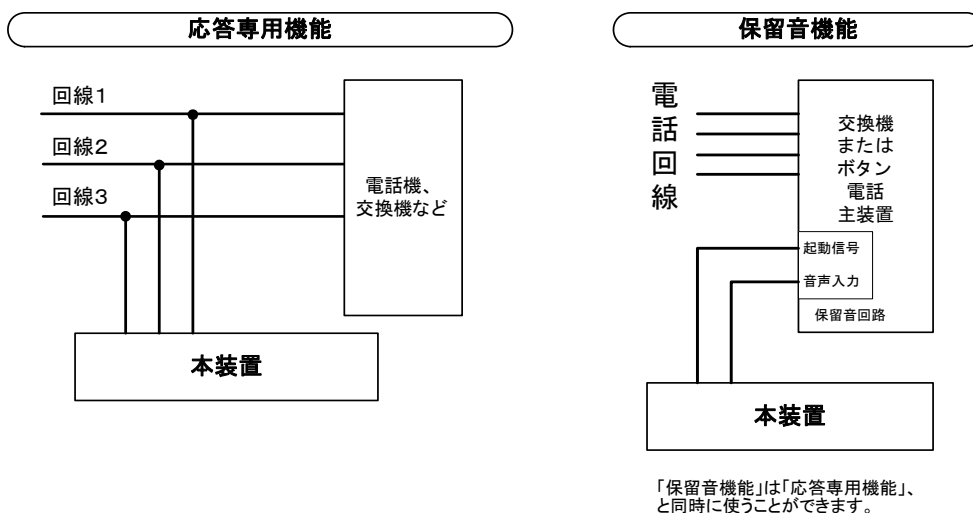 応答専用機能
回線1
回線2
回線3
電話機、
交換機など
本装置
保留音機能
電
話
回
線
交換機
または
ボタン
電話
主装置
起動信号
音声入力
保留音回路
本装置
「保留音機能」は「応答専用機能」、
と同時に使うことができます。